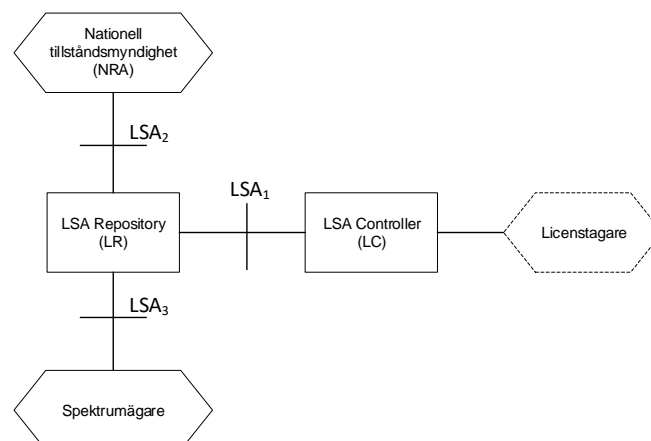 Nationell
tillståndsmyndighet
(NRA)
LSA₂
LSA₁
LSA Repository
(LR)
LSA Controller
(LC)
Licenstagare
LSA₃
Spektrumägare